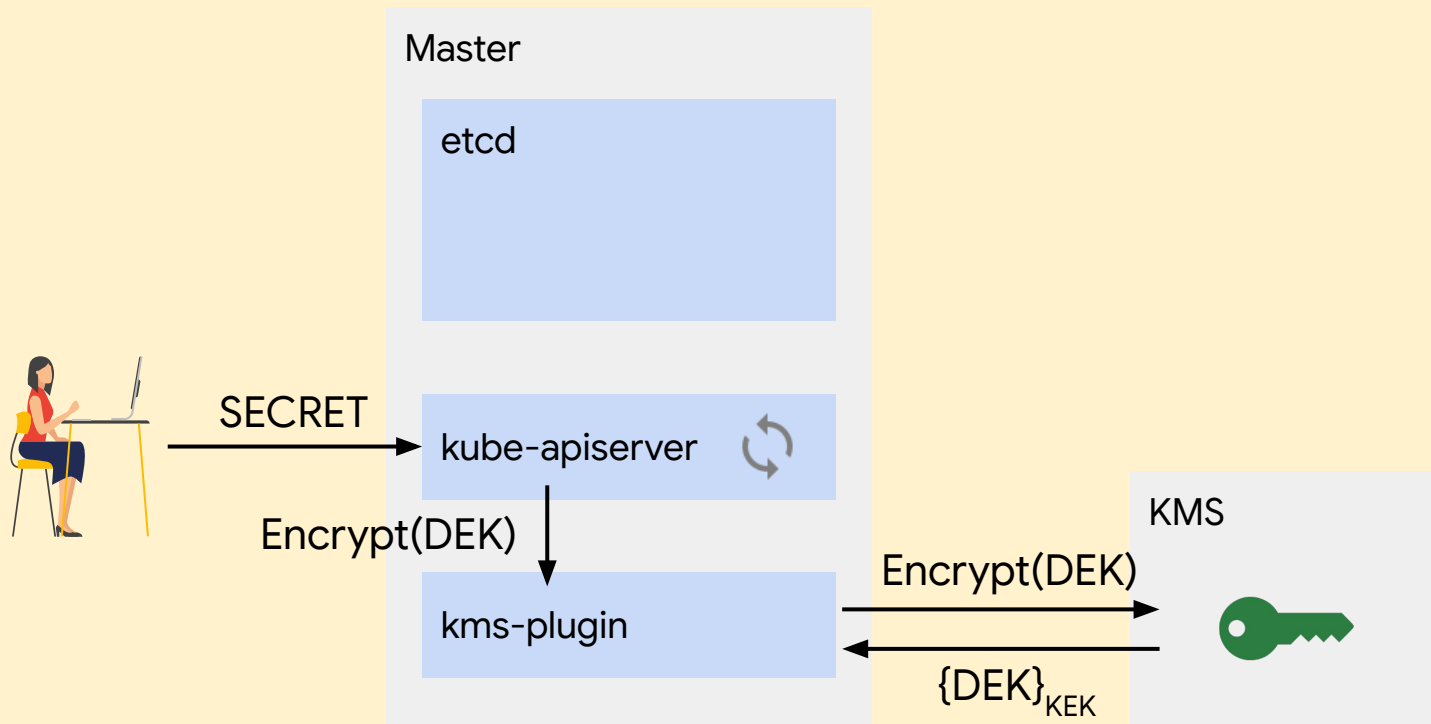 Master
etcd
SECRET
kube-apiserver
Encrypt(DEK)
KMS
Encrypt(DEK)
kms-plugin
{DEK}KEK